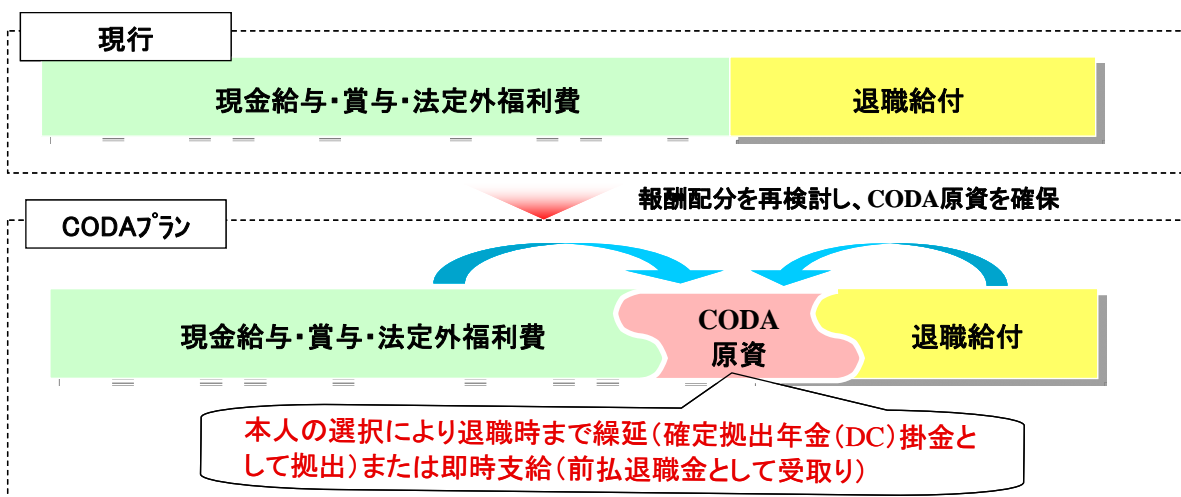 現行
現金給与・賞与・法定外福利費
退職給付
報酬配分を再検討し、CODA原資を確保
CODAプラン
現金給与・賞与・法定外福利費
CODA
原資
退職給付
本人の選択により退職時まで繰延(確定拠出年金(DC)掛金と
して拠出)または即時支給(前払退職金として受取り)